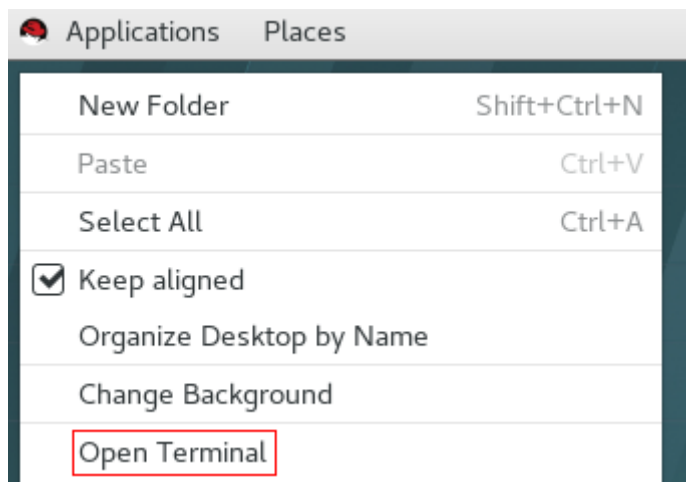 Applications Places
New Folder Shift+Ctrl+N
Paste Ctrl+V
Select All Ctrl+A
Keep aligned
Organize Desktop by Name
Change Background
Open Terminal